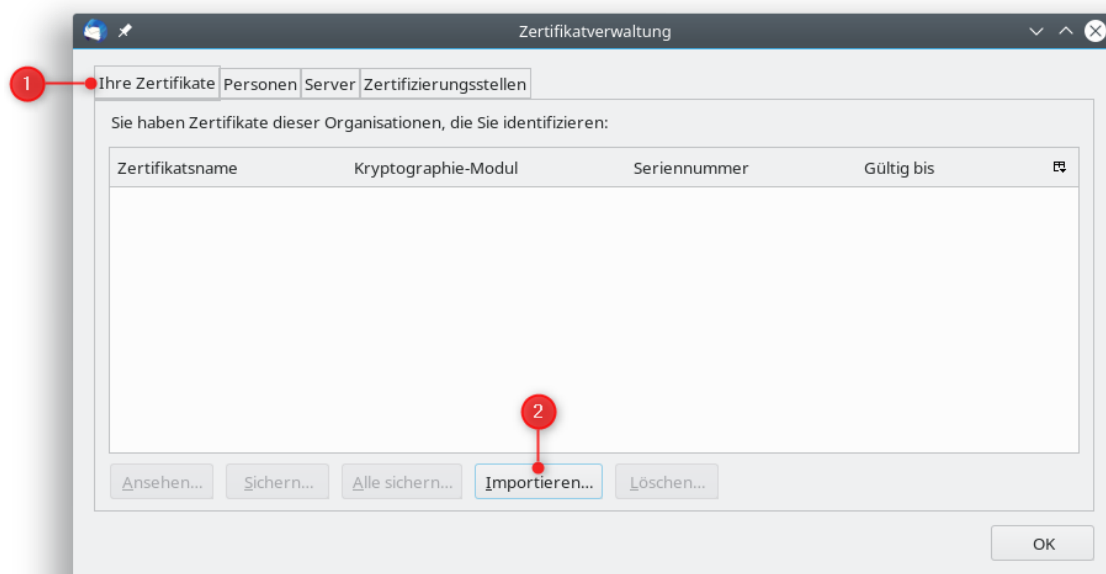 Zertifikatverwaltung
1
Ihre Zertifikate Personen Server Zertifizierungsstellen
Sie haben Zertifikate dieser Organisationen, die Sie identifizieren:
Zertifikatsname Kryptographie-Modul Seriennummer Gültig bis
2
Ansehen... Sichern... Alle sichern... Importieren... Löschen...
OK